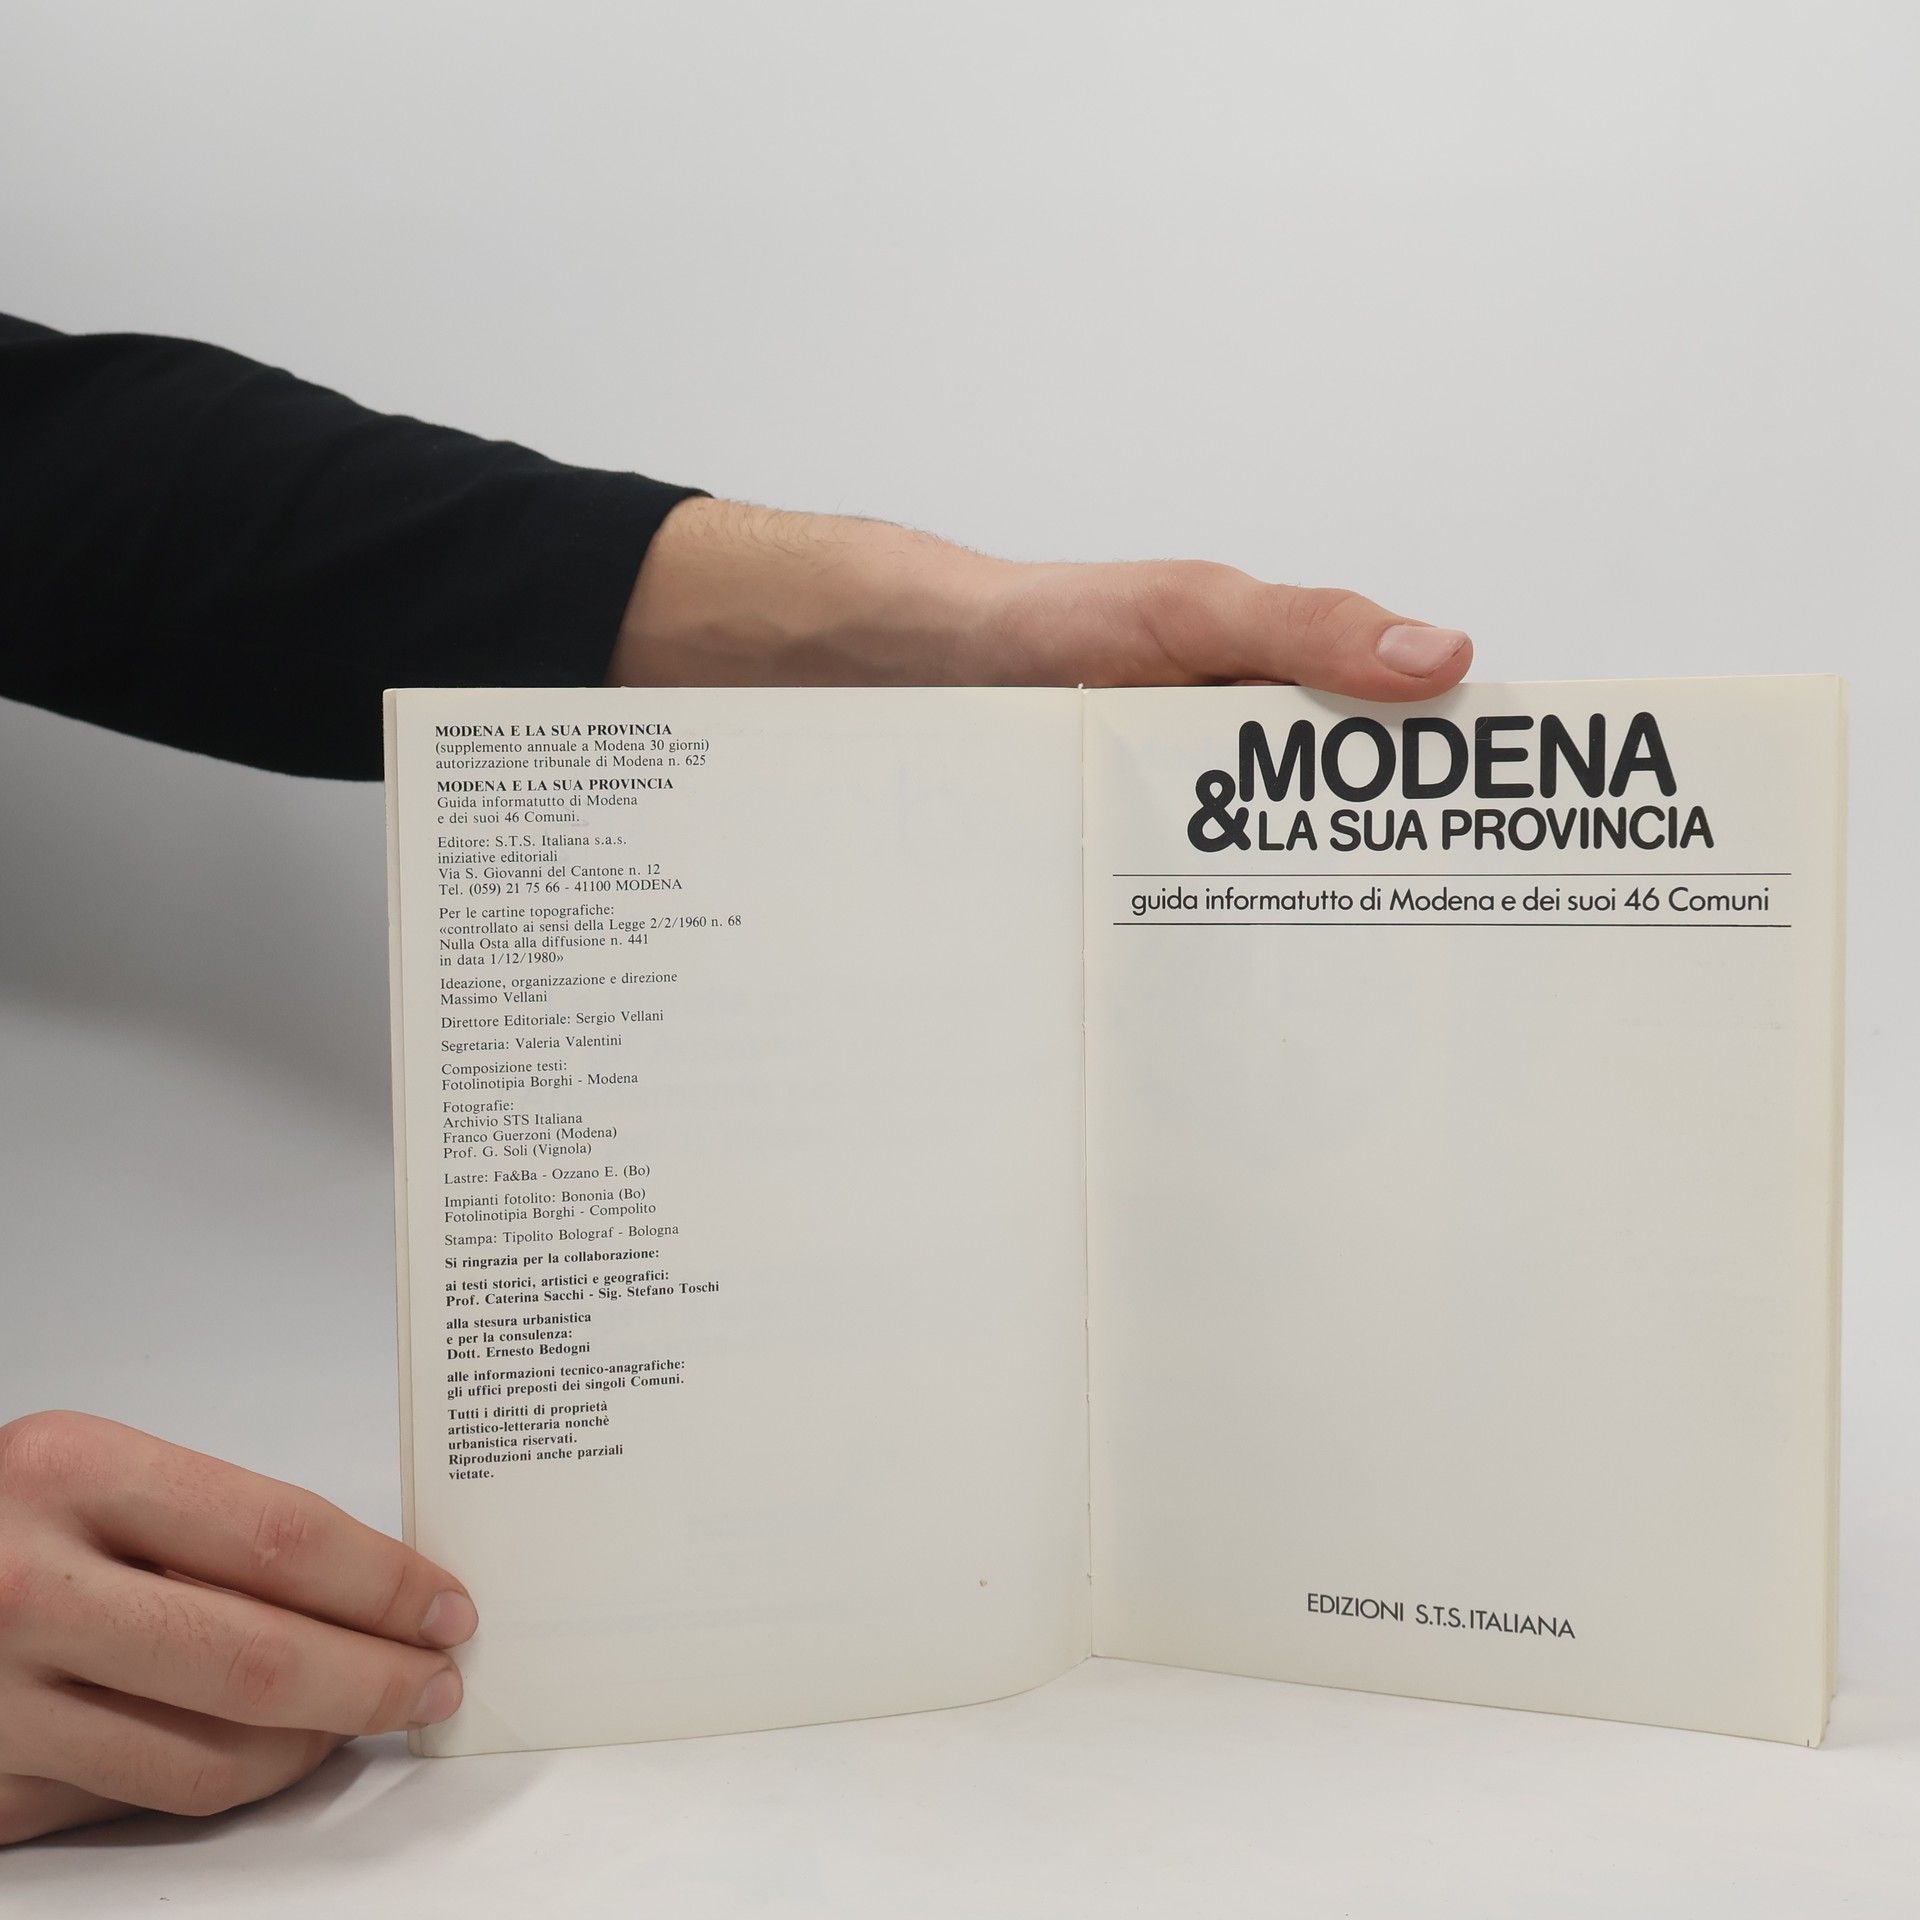 MODENA E LA SUA PROVINCIA
(supplemento annuale a Modena 30 giorni)
autorizzazione tribunale di Modena n. 625
MODENA E LA SUA PROVINCIA
Guida informatutto di Modena
e dei suoi 46 Comuni.
Editore: S.T.S. Italiana s.a.s.
iniziative editoriali
Via S. Giovanni del Cantone n. 12
Tel. (059) 21 75 66 - 41100 MODENA
Per le cartine topografiche:
«controllato ai sensi della Legge 2/2/1960 n. 68
Nulla Osta alla diffusione n. 441
in data 1/12/1980»
Ideazione, organizzazione e direzione
Massimo Vellani
Direttore Editoriale: Sergio Vellani
Segretaria: Valeria Valentini
Composizione testi:
Fotolinotipia Borghi - Modena
Fotografie:
Archivio STS Italiana
Franco Guerzoni (Modena)
Prof. G. Soli (Vignola)
Lastre: Fa&Ba - Ozzano E. (Bo)
Impianti fotolito: Bononia (Bo)
Fotolinotipia Borghi - Compolito
Stampa: Tipolito Bolograf - Bologna
Si ringrazia per la collaborazione:
ai testi storici, artistici e geografici:
Prof. Caterina Sacchi - Sig. Stefano Toschi
alla stesura urbanistica
e per la consulenza:
Dott. Ernesto Bedogni
alle informazioni tecnico-anagrafiche:
gli uffici preposti dei singoli Comuni.
Tutti i diritti di proprietà
artistico-letteraria nonchè
urbanistica riservati.
Riproduzioni anche parziali
vietate.
MODENA
& LA SUA PROVINCIA
guida informatutto di Modena e dei suoi 46 Comuni
EDIZIONI S.T.S. ITALIANA